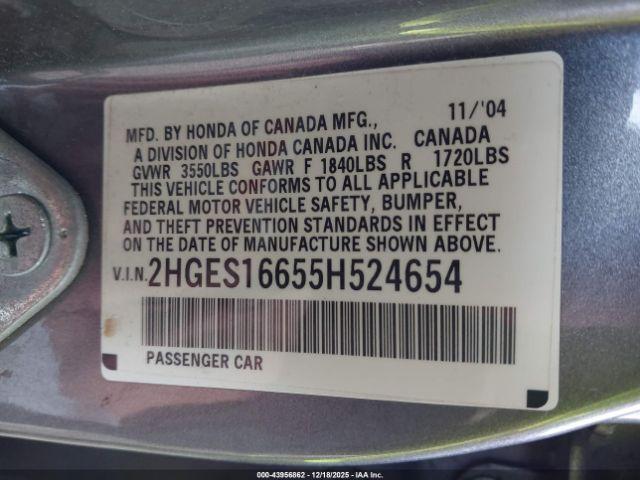 MFD. BY HONDA OF CANADA MFG., 11/'04
A DIVISION OF HONDA CANADA INC. CANADA
GVWR 3550LBS GAWR F 1840LBS R 1720LBS
THIS VEHICLE CONFORMS TO ALL APPLICABLE
FEDERAL MOTOR VEHICLE SAFETY, BUMPER,
AND THEFT PREVENTION STANDARDS IN EFFECT
ON THE DATE OF MANUFACTURE SHOWN ABOVE.
V.I.N. 2HGES16655H524654
PASSENGER CAR
000-43956862 - 12/18/2025 - IAA Inc.